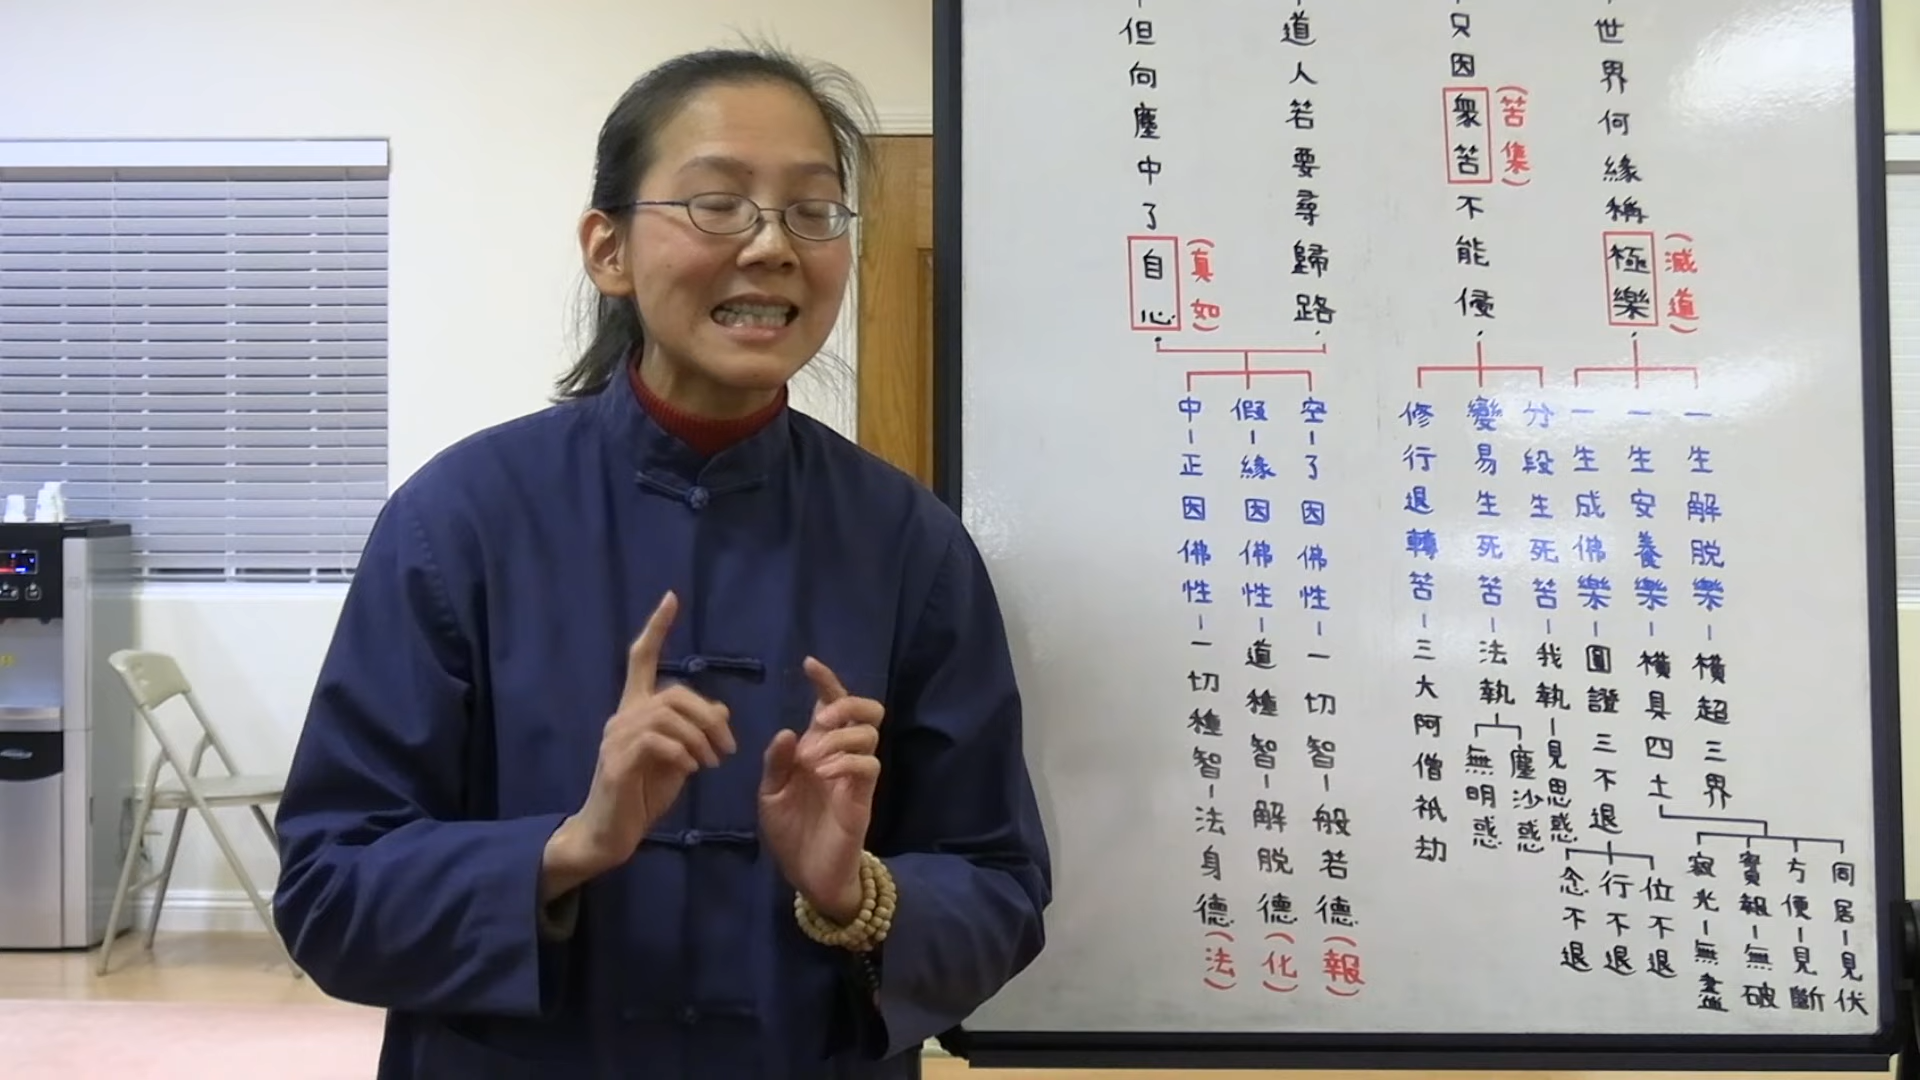 世界何緣稱極樂
(滅道)
只因眾苦不能侵
(苦集)
道人若要尋歸路
但向塵中了自心
(真如)
一生解脱樂-橫超三界
一生安養樂-橫具四土
同居-見伏
方便-見斷
實報-無破
寂光-無盡
一生成佛樂-圓證三不退
位不退
行不退
念不退
分段生死苦-我執-見思惑
變易生死苦-法執
塵沙惑
無明惑
修行退轉苦-三大阿僧祇劫
空-了因佛性-一切智-般若德(報)
假-緣因佛性-道種智-解脱德(化)
中-正因佛性-一切種智-法身德(法)